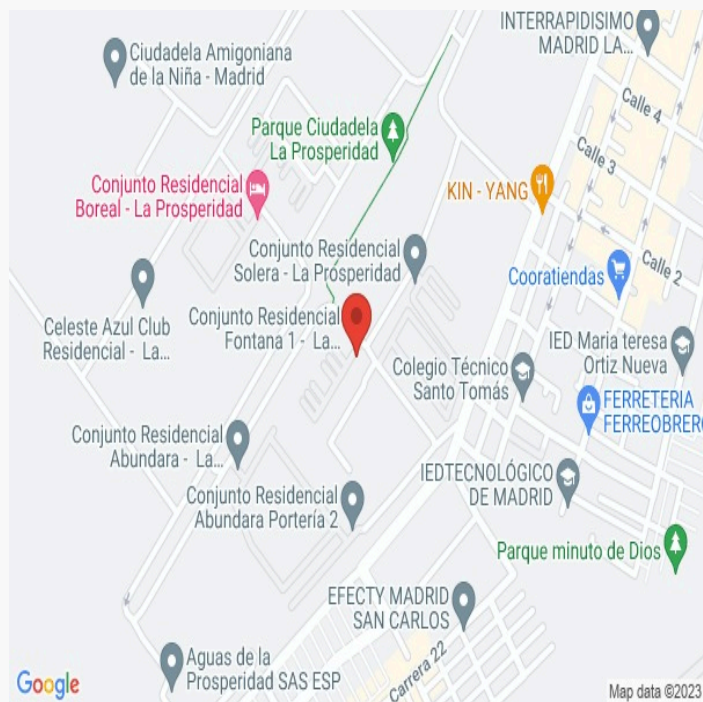 INTERRAPIDISIMO
MADRID LA...
Ciudadela Amigoniana
de la Niña - Madrid
Calle 4
Parque Ciudadela
La Prosperidad
Calle 3
Conjunto Residencial
Boreal - La Prosperidad
KIN - YANG
Conjunto Residencial
Solera - La Prosperidad
Calle 2
Cooratiendas
Conjunto Residencial
Fontana 1 - La...
Celeste Azul Club
Residencial - La...
IED Maria teresa
Ortiz Nueva
Colegio Técnico
Santo Tomás
FERRETERIA
FERREOBRERO
Conjunto Residencial
Abundara - La...
IEDTECNOLÓGICO
DE MADRID
Conjunto Residencial
Abundara Portería 2
Parque minuto de Dios
EFECTY MADRID
SAN CARLOS
Aguas de la
Prosperidad SAS ESP
Carrera 22
Google
Map data ©2023